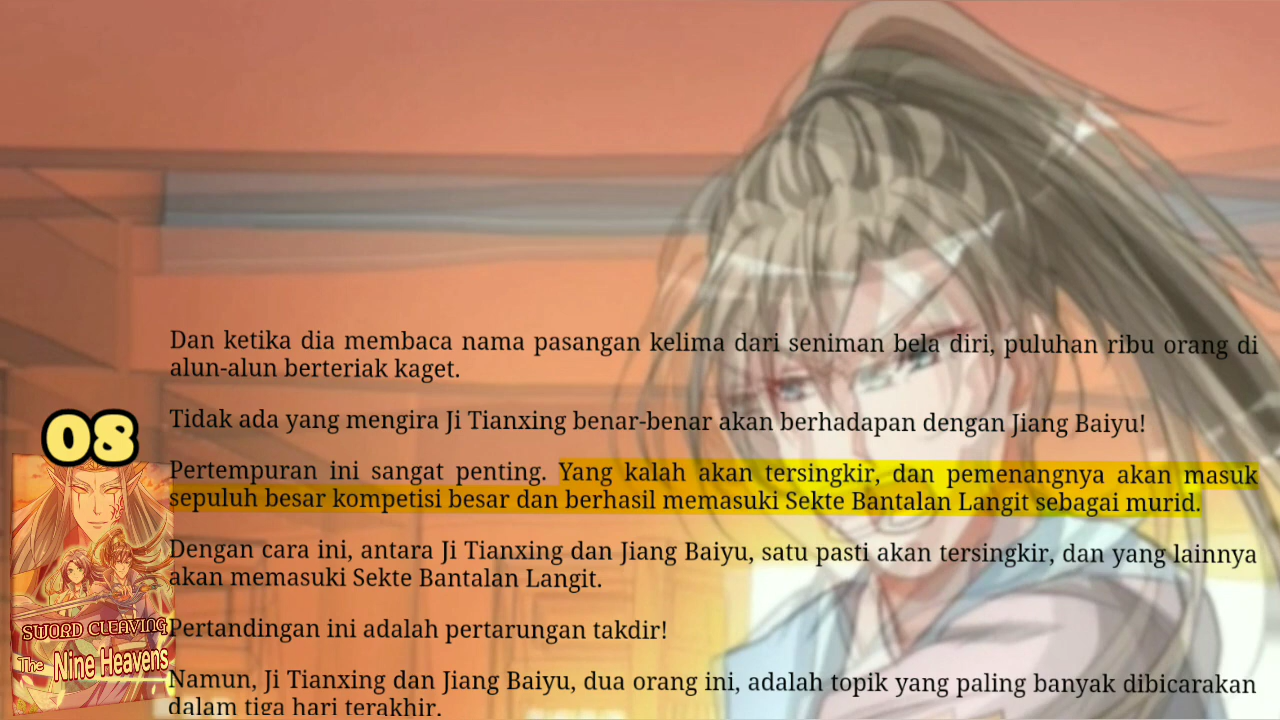 Dan ketika dia membaca nama pasangan kelima dari seniman bela diri, puluhan ribu orang di
alun-alun berteriak kaget.
Tidak ada yang mengira Ji Tianxing benar-benar akan berhadapan dengan Jiang Baiyu!
Pertempuran ini sangat penting. Yang kalah akan tersingkir, dan pemenangnya akan masuk
sepuluh besar kompetisi besar dan berhasil memasuki Sekte Bantalan Langit sebagai murid.
Dengan cara ini, antara Ji Tianxing dan Jiang Baiyu, satu pasti akan tersingkir, dan yang lainnya
akan memasuki Sekte Bantalan Langit.
Pertandingan ini adalah pertarungan takdir!
Namun, Ji Tianxing dan Jiang Baiyu, dua orang ini, adalah topik yang paling banyak dibicarakan
dalam tiga hari terakhir.
08
SWORD CLEAVING
The Nine Heavens